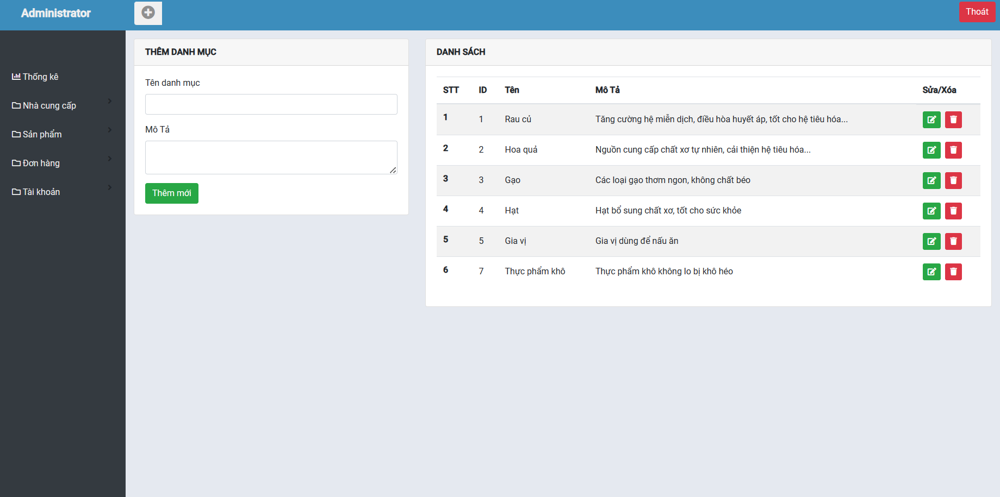 Administrator
Thoát
Thống kê
Nhà cung cấp
Sản phẩm
Đơn hàng
Tài khoản
THÊM DANH MỤC
Tên danh mục
Mô Tả
Thêm mới
DANH SÁCH
STT ID Tên Mô Tả Sửa/Xóa
1 1 Rau củ Tăng cường hệ miễn dịch, điều hòa huyết áp, tốt cho hệ tiêu hóa...
2 2 Hoa quả Nguồn cung cấp chất xơ tự nhiên, cải thiện hệ tiêu hóa...
3 3 Gạo Các loại gạo thơm ngon, không chất béo
4 4 Hạt Hạt bổ sung chất xơ, tốt cho sức khỏe
5 5 Gia vị Gia vị dùng để nấu ăn
6 7 Thực phẩm khô Thực phẩm khô không lo bị khô héo